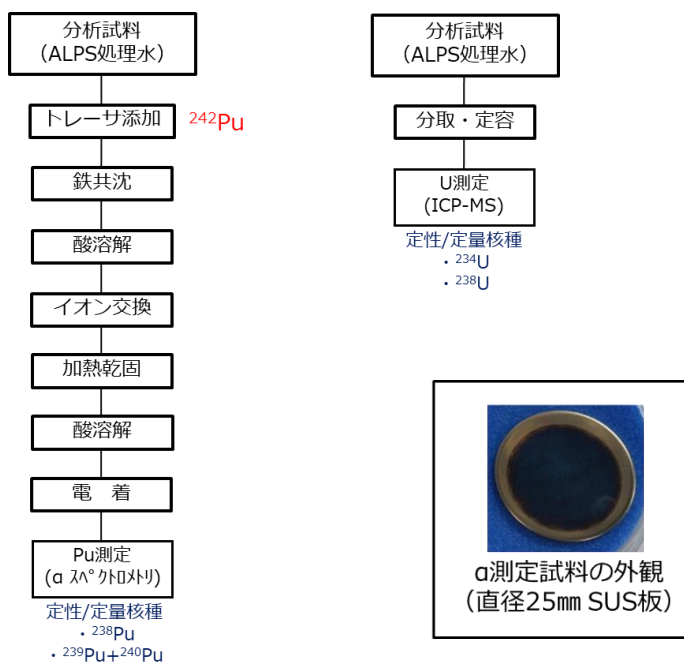 分析試料
(ALPS処理水)
トレーサ添加
²⁴²Pu
鉄共沈
酸溶解
イオン交換
加熱乾固
酸溶解
電　着
Pu測定
(α ｽﾍﾟｸﾄﾛﾒﾄﾘ)
定性/定量核種
・²³⁸Pu
・²³⁹Pu+²⁴⁰Pu
分析試料
(ALPS処理水)
分取・定容
U測定
(ICP-MS)
定性/定量核種
・²³⁴U
・²³⁸U
α測定試料の外観
（直径25㎜ SUS板）